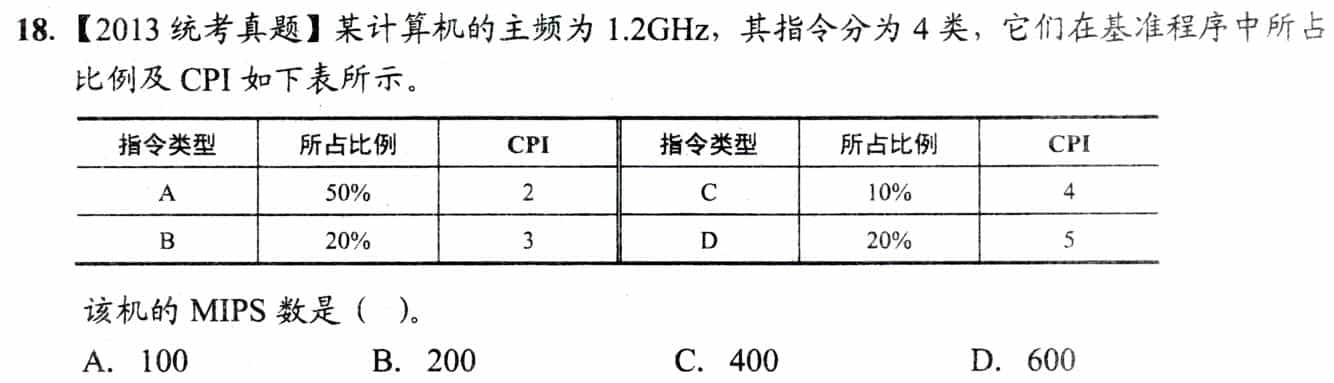 18.【2013 统考真题】某计算机的主频为 1.2GHz，其指令分为 4 类，它们在基准程序中所占
比例及 CPI 如下表所示。
指令类型 所占比例 CPI 指令类型 所占比例 CPI
A 50% 2 C 10% 4
B 20% 3 D 20% 5
该机的 MIPS 数是（ ）。
A. 100 B. 200 C. 400 D. 600